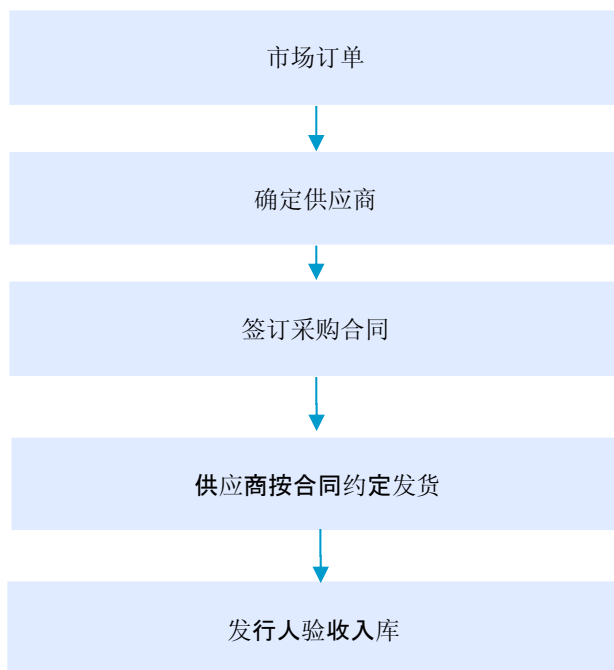 市场订单
确定供应商
签订采购合同
供应商按合同约定发货
发行人验收入库